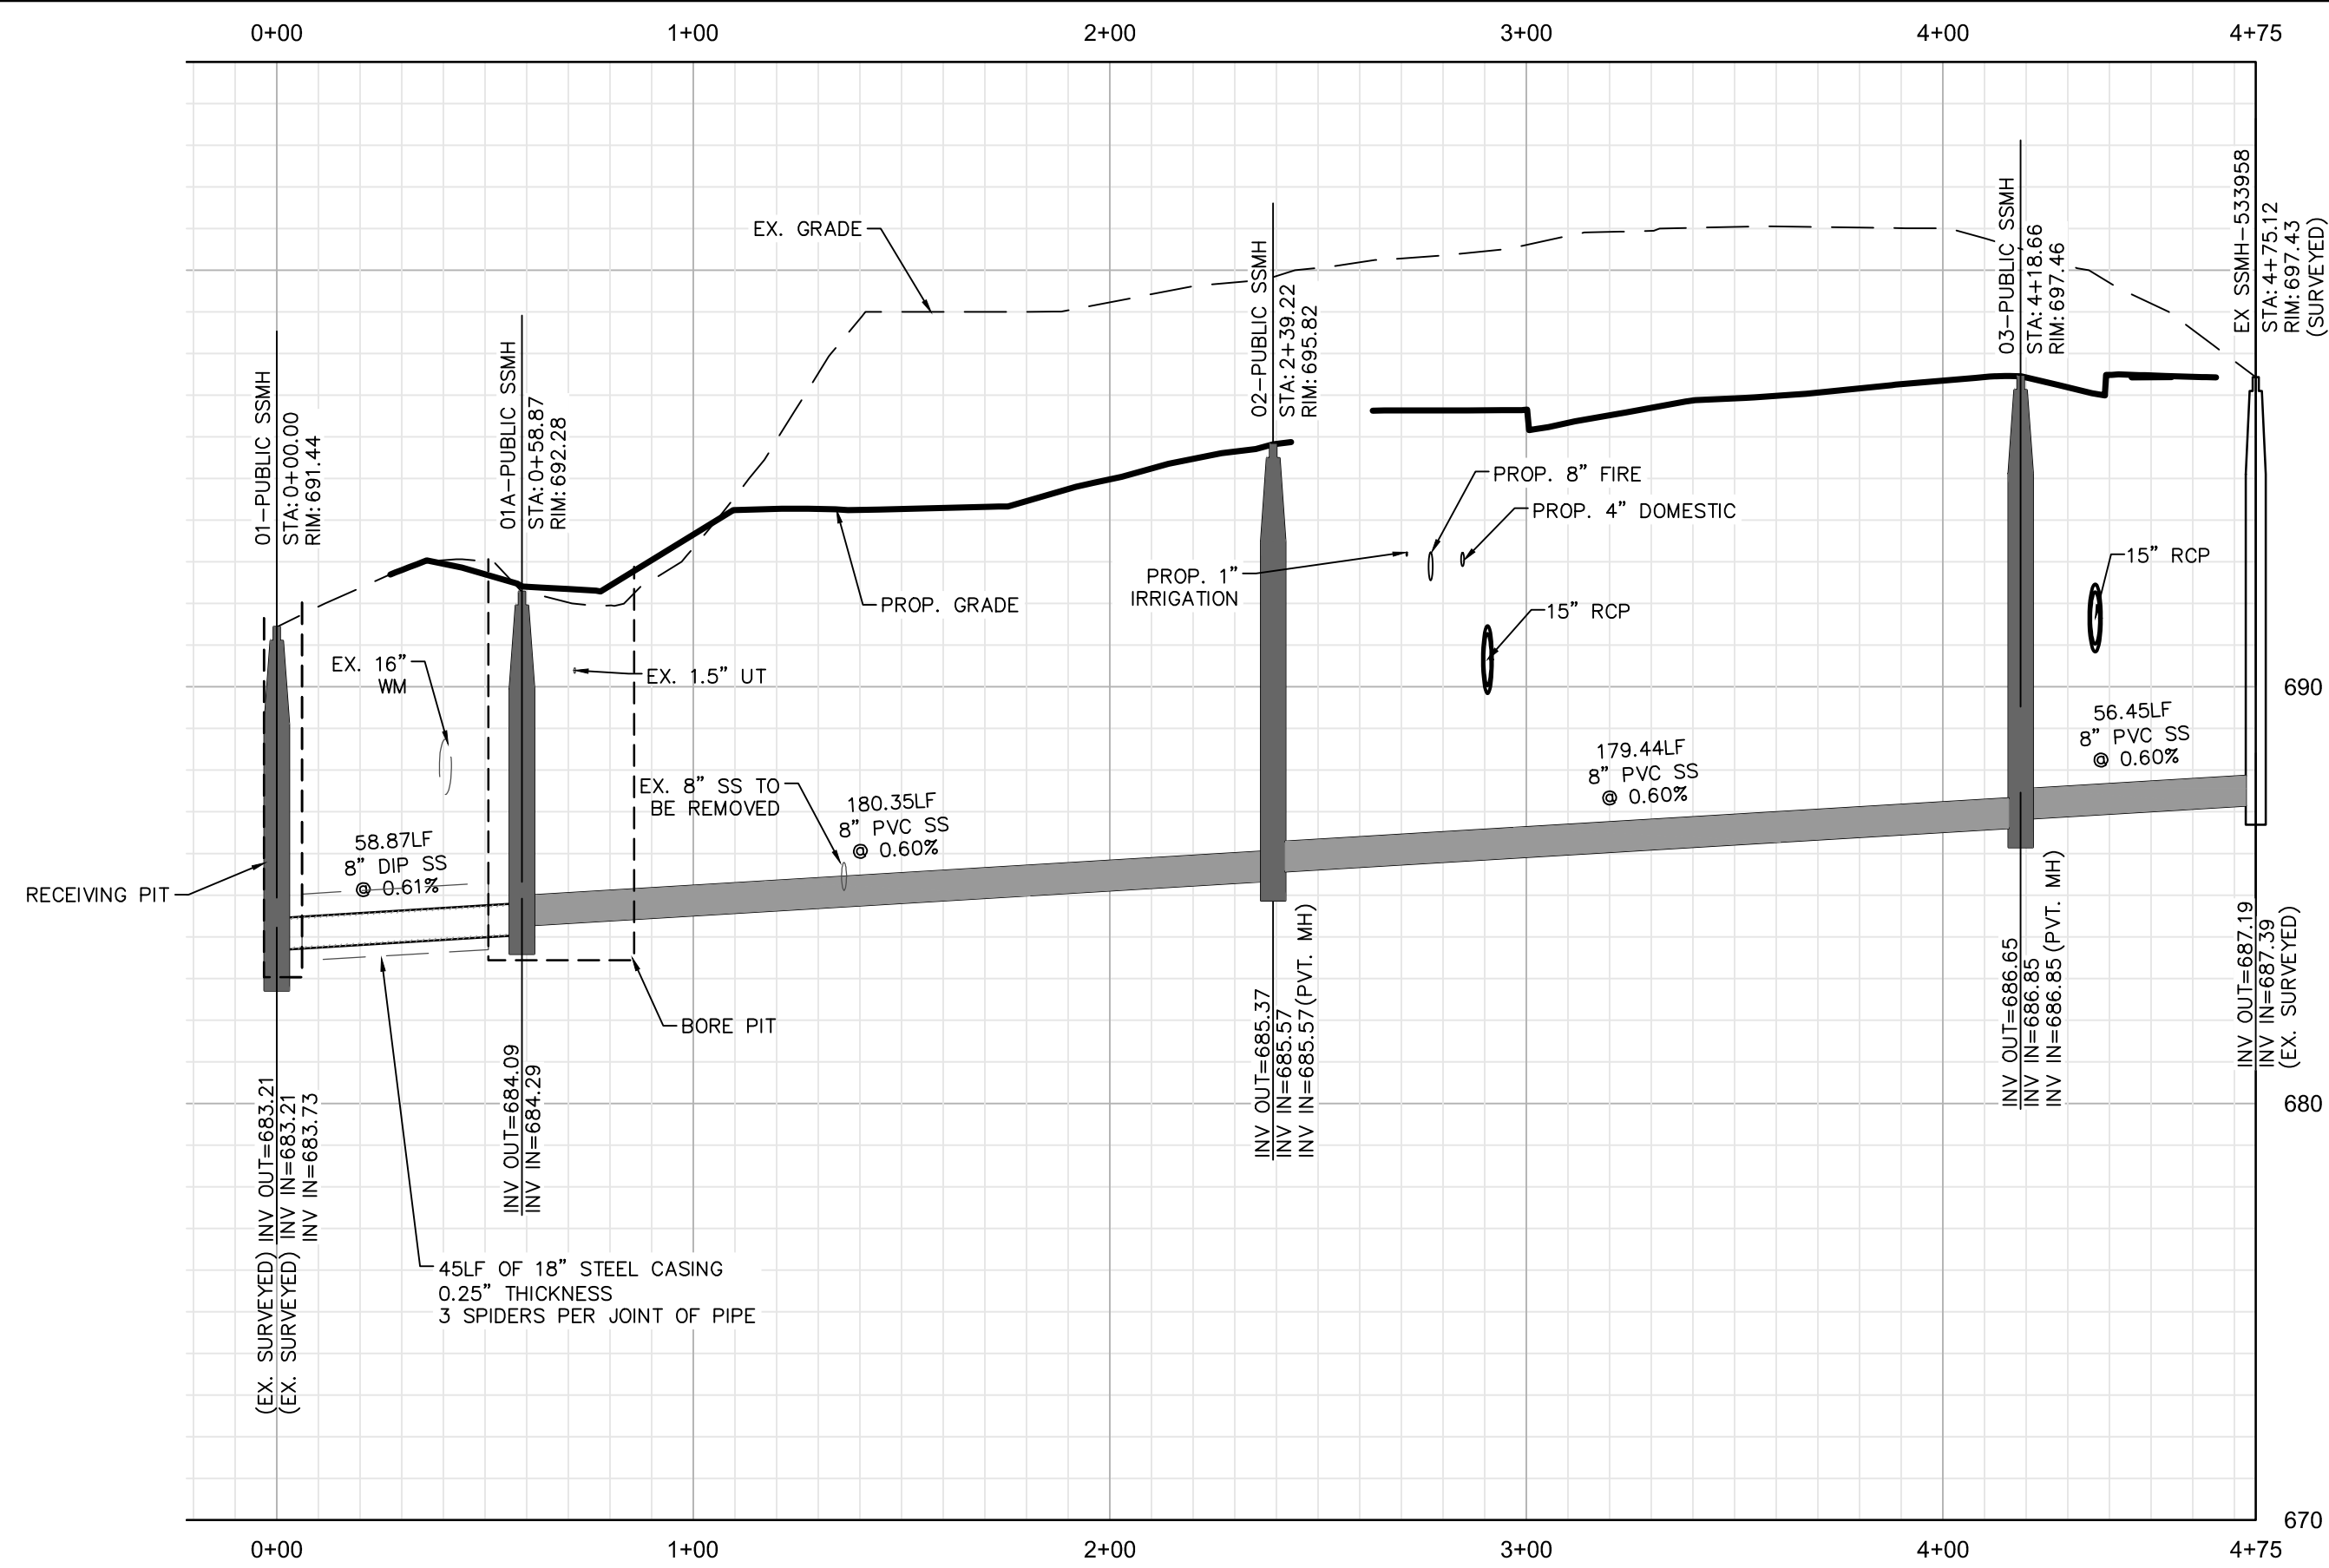 0+00
1+00
2+00
3+00
4+00
4+75
01-PUBLIC SSMH
STA: 0+00.00
RIM: 691.44
01A-PUBLIC SSMH
STA: 0+58.87
RIM: 692.28
EX. GRADE
02-PUBLIC SSMH
STA: 2+39.22
RIM: 695.82
03-PUBLIC SSMH
STA: 4+18.66
RIM: 697.46
EX SSMH-533958
STA: 4+75.12
RIM: 697.43
(SURVEYED)
PROP. 8" FIRE
PROP. 4" DOMESTIC
PROP. 1"
IRRIGATION
PROP. GRADE
15" RCP
15" RCP
EX. 16"
WM
EX. 1.5" UT
690
EX. 8" SS TO
BE REMOVED
58.87LF
8" DIP SS
@ 0.61%
180.35LF
8" PVC SS
@ 0.60%
179.44LF
8" PVC SS
@ 0.60%
56.45LF
8" PVC SS
@ 0.60%
RECEIVING PIT
BORE PIT
(EX. SURVEYED) INV OUT=683.21
(EX. SURVEYED) INV IN=683.21
INV IN=683.73
INV OUT=684.09
INV IN=684.29
INV OUT=685.37
INV IN=685.57
INV IN=685.57 (PVT. MH)
INV OUT=686.65
INV IN=686.85
INV IN=686.85 (PVT. MH)
INV OUT=687.19
INV IN=687.39
(EX. SURVEYED)
680
45LF OF 18" STEEL CASING
0.25" THICKNESS
3 SPIDERS PER JOINT OF PIPE
670
0+00
1+00
2+00
3+00
4+00
4+75